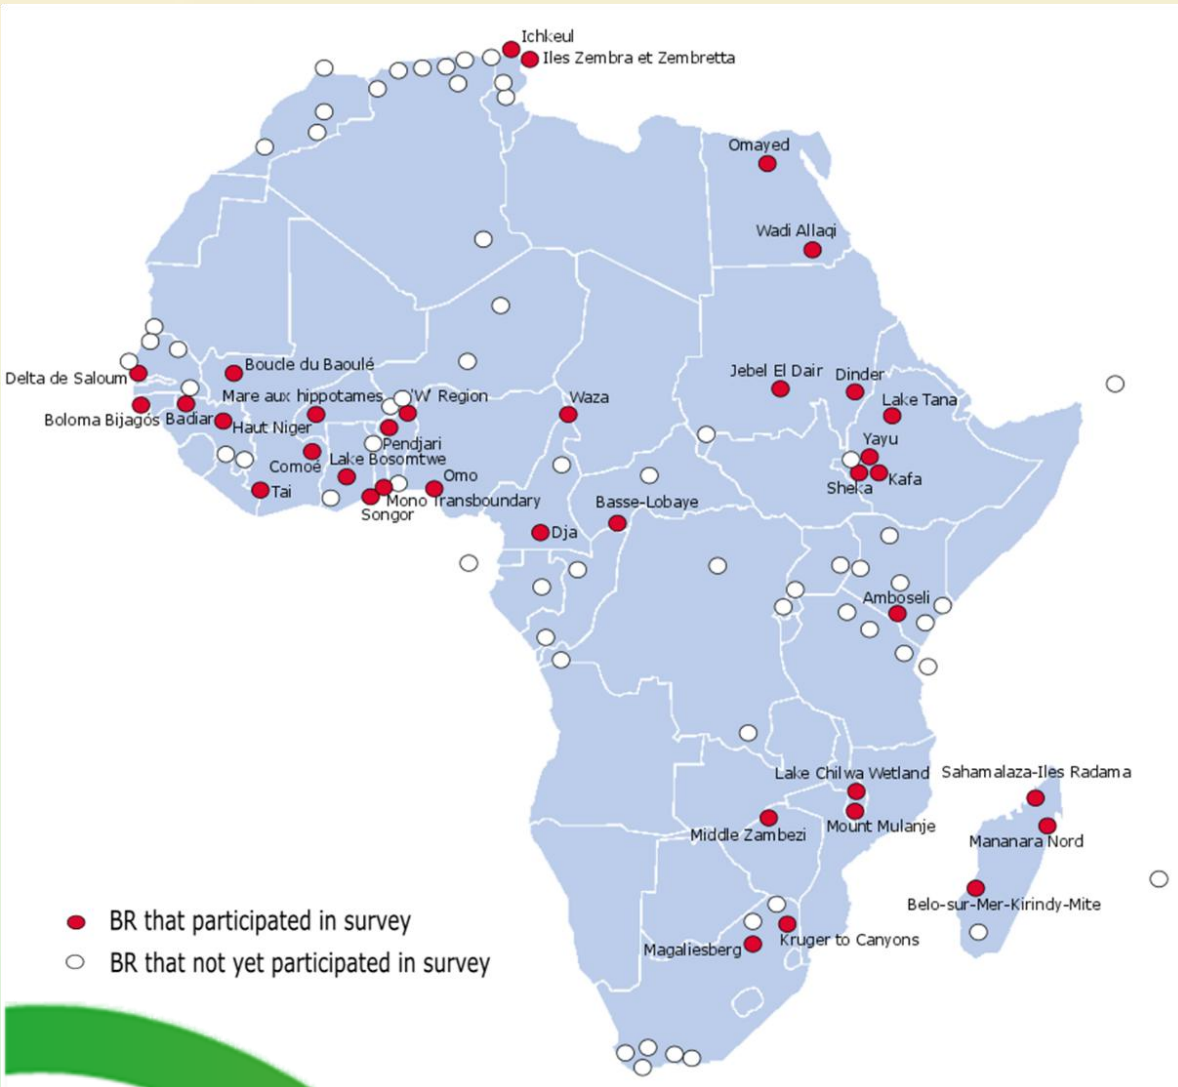 Ichkeul
Iles Zembra et Zembretta
Omayed
Wadi Allaqi
Delta de Saloum
Boucle du Baoulé
Jebel El Dair
Dinder
Mare aux hippotames
'W' Region
Waza
Lake Tana
Boloma Bijagós
Badiar
Haut Niger
Pendjari
Yayu
Comoé
Lake Bosomtwe
Omo
Sheka
Kafa
Tai
Mono Transboundary
Songor
Basse-Lobaye
Dja
Amboseli
Lake Chilwa Wetland
Sahamalaza-Iles Radama
Middle Zambezi
Mount Mulanje
Mananara Nord
Belo-sur-Mer-Kirindy-Mite
Magaliesberg
Kruger to Canyons
BR that participated in survey
BR that not yet participated in survey